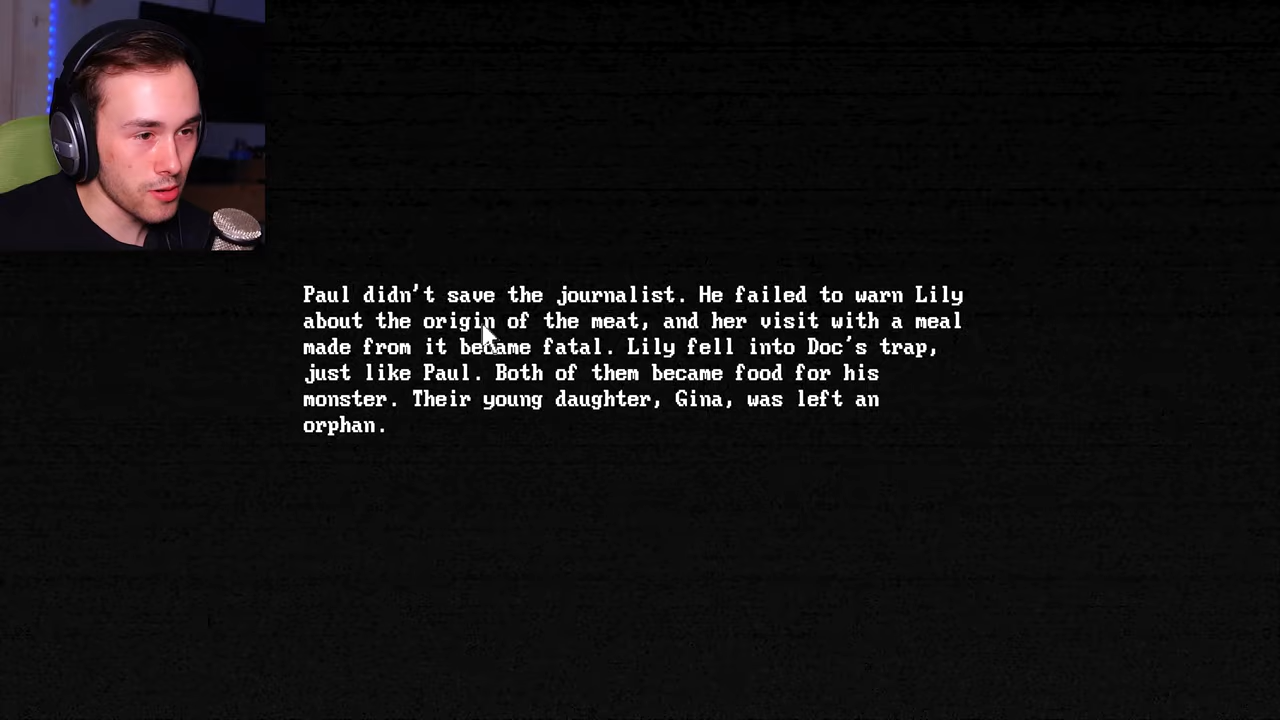 Paul didn't save the journalist. He failed to warn Lily
about the origin of the meat, and her visit with a meal
made from it became fatal. Lily fell into Doc's trap,
just like Paul. Both of them became food for his
monster. Their young daughter, Gina, was left an
orphan.